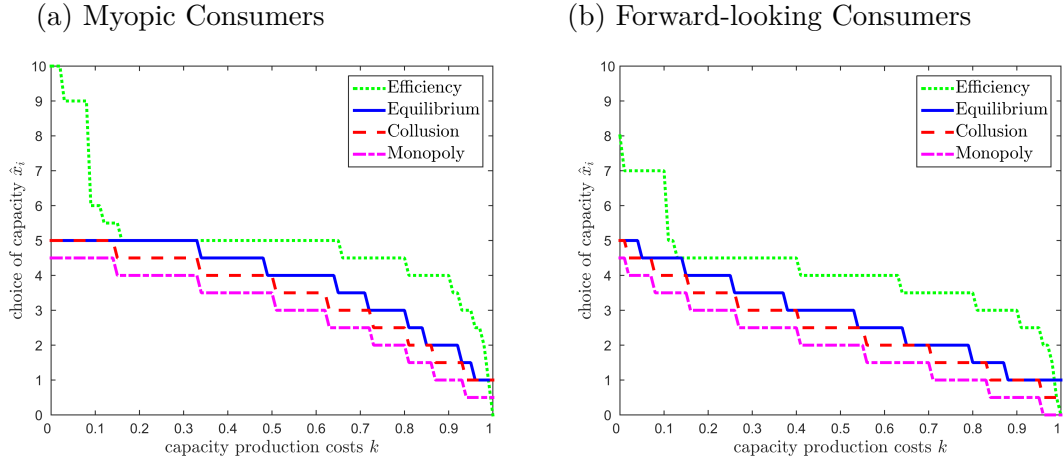 (a) Myopic Consumers
10
9
8
7
6
5
4
3
2
1
0
0 0.1 0.2 0.3 0.4 0.5 0.6 0.7 0.8 0.9 1
choice of capacity x̂ᵢ
capacity production costs k
Efficiency
Equilibrium
Collusion
Monopoly
(b) Forward-looking Consumers
10
9
8
7
6
5
4
3
2
1
0
0 0.1 0.2 0.3 0.4 0.5 0.6 0.7 0.8 0.9 1
choice of capacity x̂ᵢ
capacity production costs k
Efficiency
Equilibrium
Collusion
Monopoly